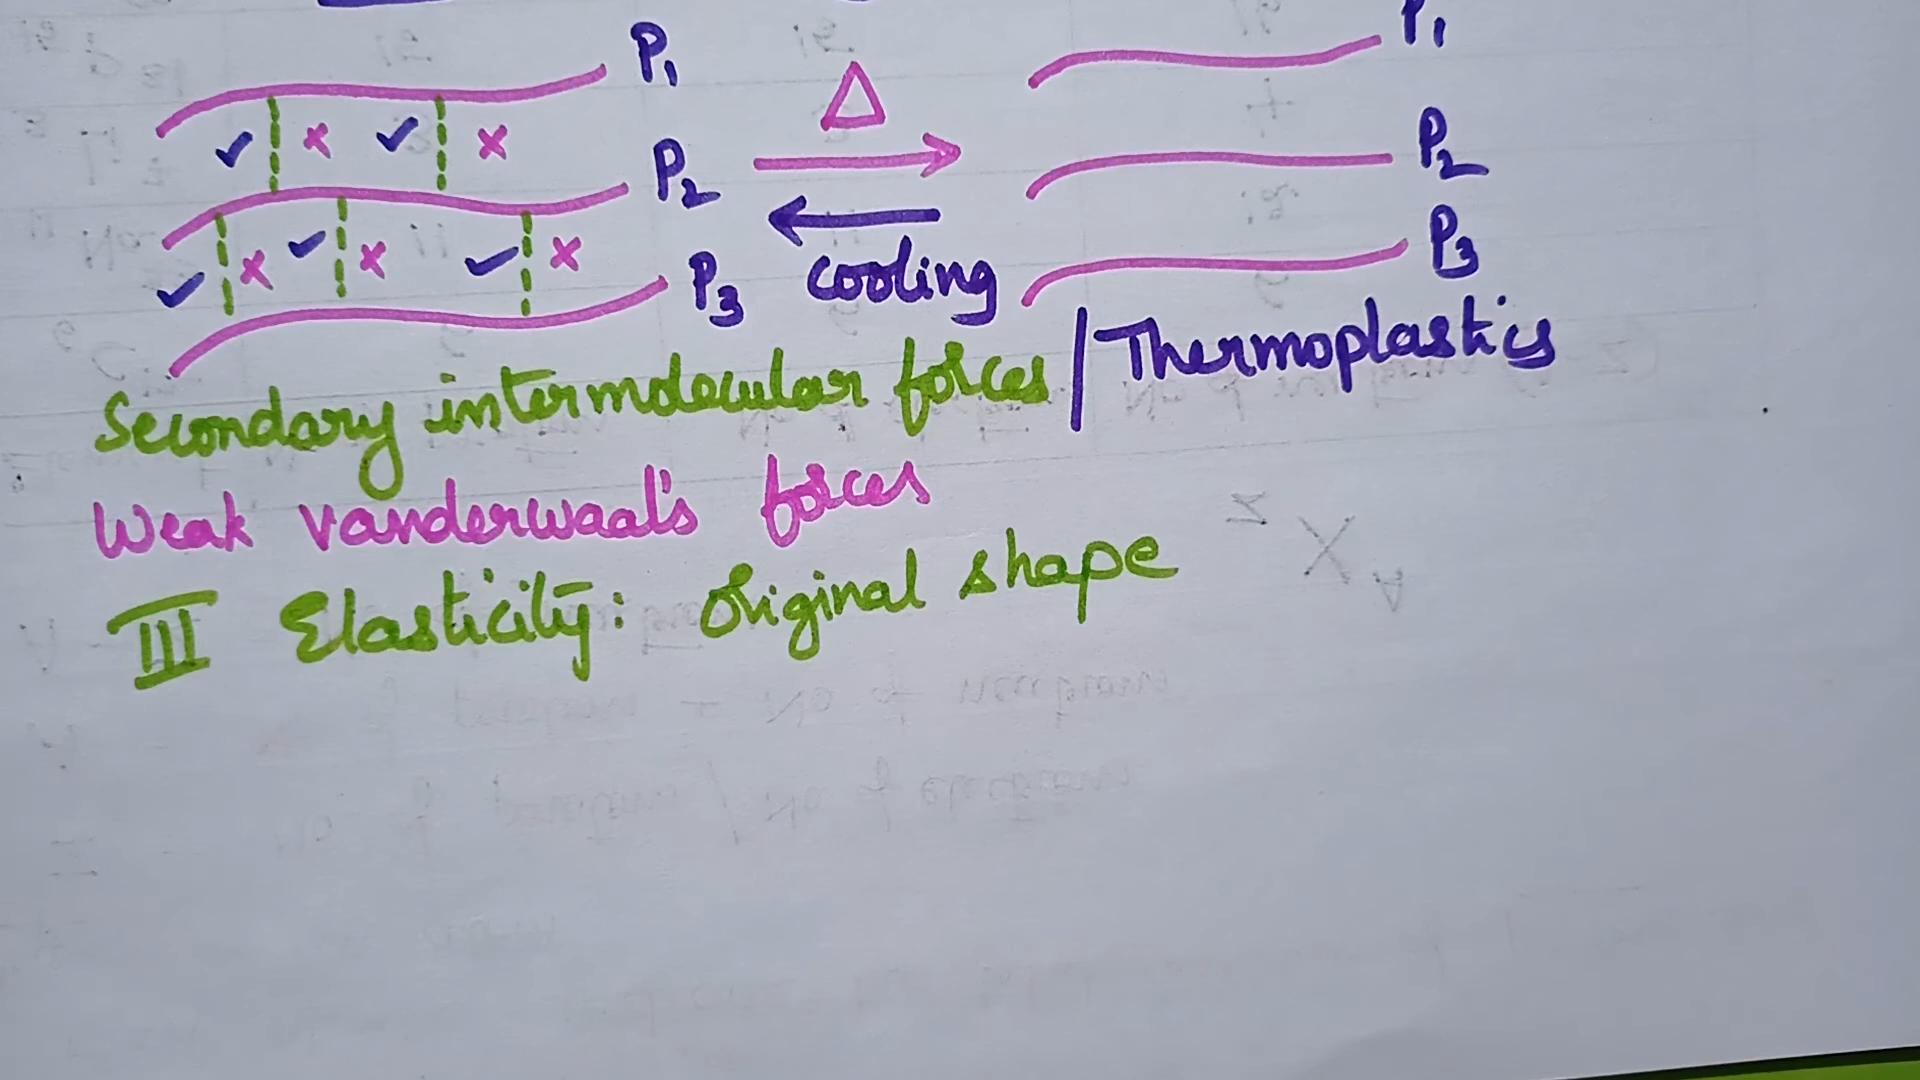 P₁ Δ P₁
P₂ P₂
P₃ cooling P₃
Secondary intermolecular forces / Thermoplastics
Weak vanderwaal's forces
III Elasticity: Original shape